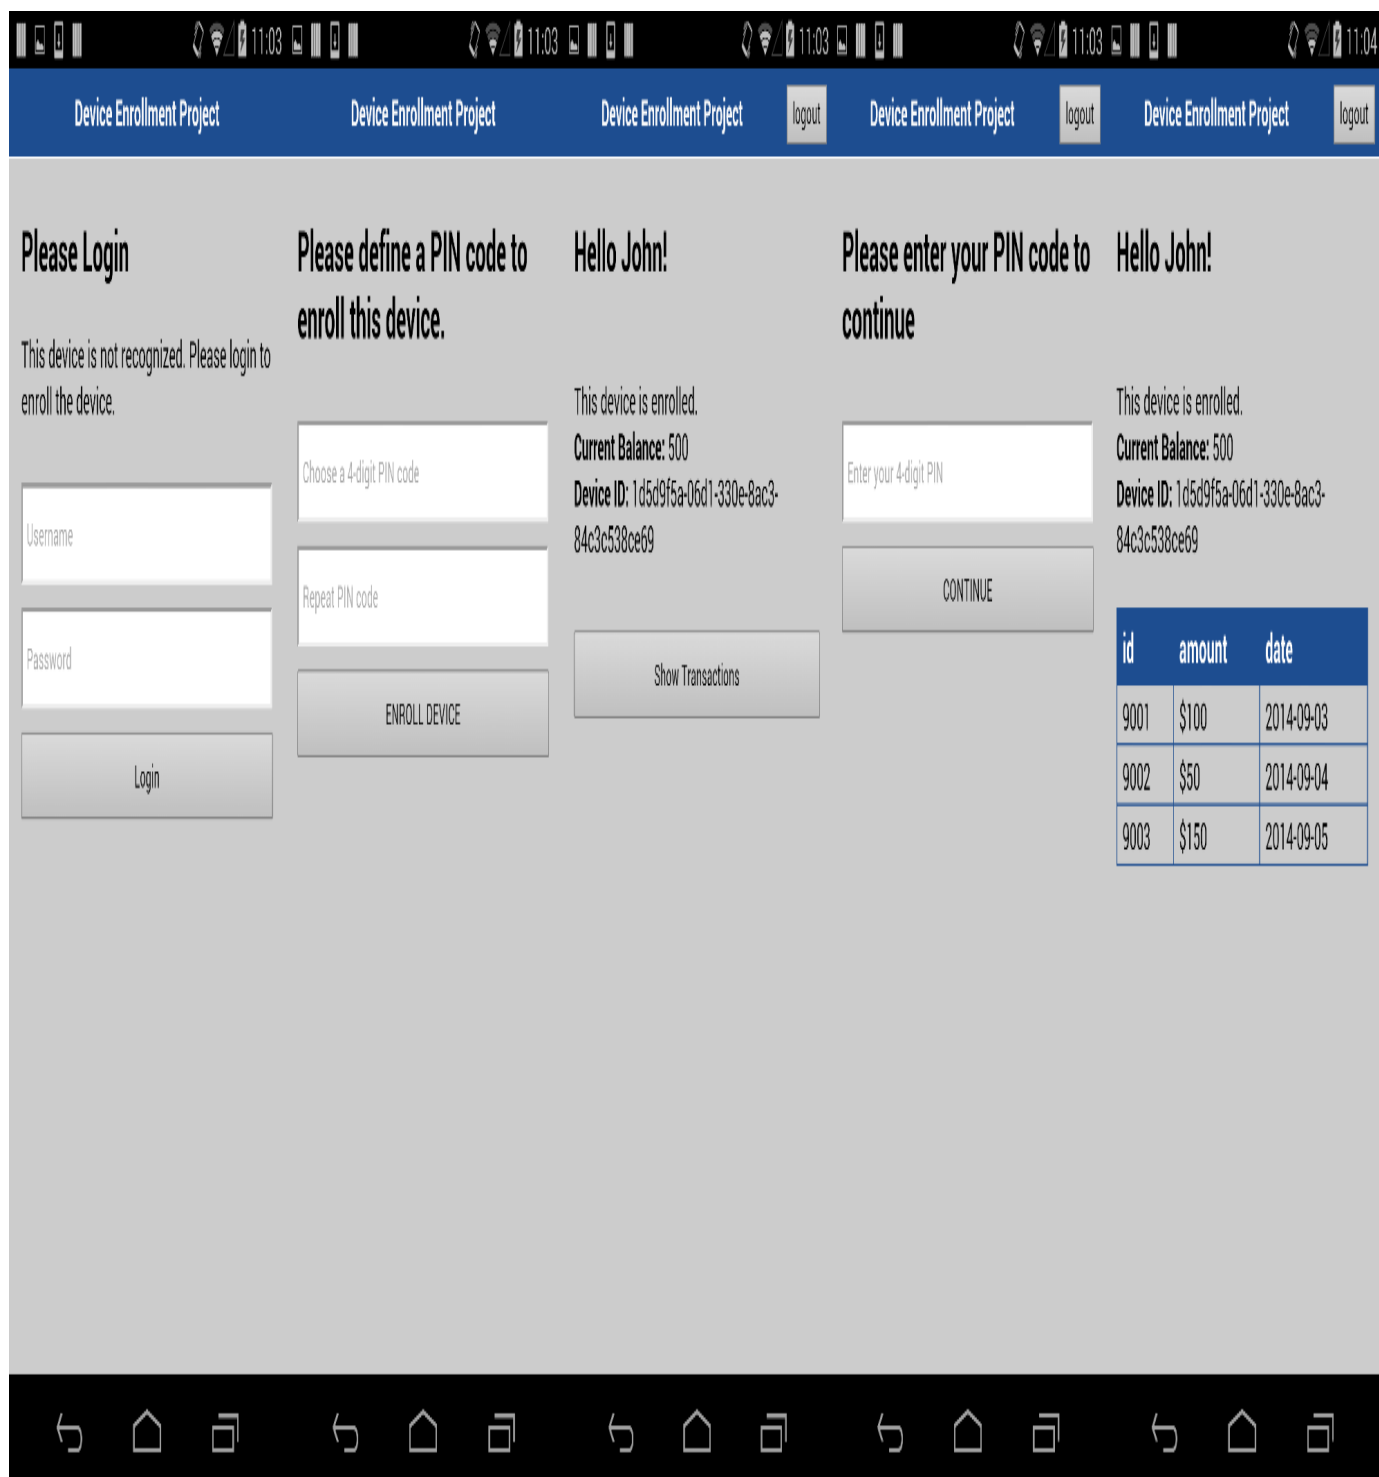 11:03
Device Enrollment Project
Please Login
This device is not recognized. Please login to
enroll the device.
Username
Password
Login
11:03
Device Enrollment Project
Please define a PIN code to
enroll this device.
Choose a 4-digit PIN code
Repeat PIN code
ENROLL DEVICE
11:03
Device Enrollment Project
logout
Hello John!
This device is enrolled.
Current Balance: 500
Device ID: 1d5d9f5a-06d1-330e-8ac3-
84c3c538ce69
Show Transactions
11:03
Device Enrollment Project
logout
Please enter your PIN code to
continue
Enter your 4-digit PIN
CONTINUE
11:04
Device Enrollment Project
logout
Hello John!
This device is enrolled.
Current Balance: 500
Device ID: 1d5d9f5a-06d1-330e-8ac3-
84c3c538ce69
id amount date
9001 $100 2014-09-03
9002 $50 2014-09-04
9003 $150 2014-09-05